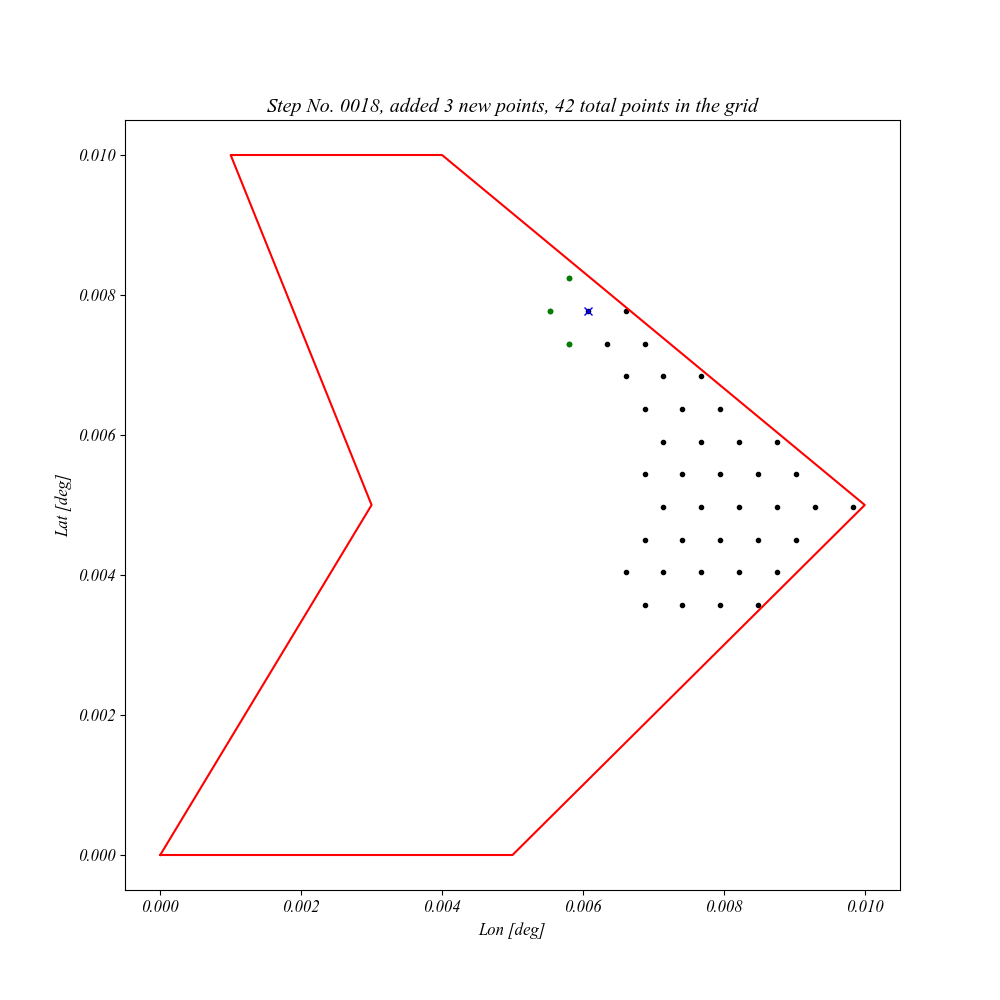 Step No. 0018, added 3 new points, 42 total points in the grid
0.010
0.008
0.006
0.004
0.002
0.000
Lat [deg]
0.000 0.002 0.004 0.006 0.008 0.010
Lon [deg]